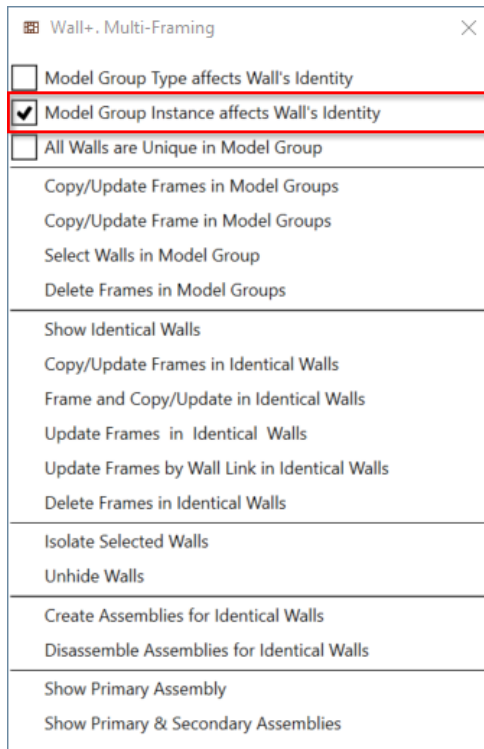 Wall+. Multi-Framing
Model Group Type affects Wall's Identity
Model Group Instance affects Wall's Identity
All Walls are Unique in Model Group
Copy/Update Frames in Model Groups
Copy/Update Frame in Model Groups
Select Walls in Model Group
Delete Frames in Model Groups
Show Identical Walls
Copy/Update Frames in Identical Walls
Frame and Copy/Update in Identical Walls
Update Frames in Identical Walls
Update Frames by Wall Link in Identical Walls
Delete Frames in Identical Walls
Isolate Selected Walls
Unhide Walls
Create Assemblies for Identical Walls
Disassemble Assemblies for Identical Walls
Show Primary Assembly
Show Primary & Secondary Assemblies